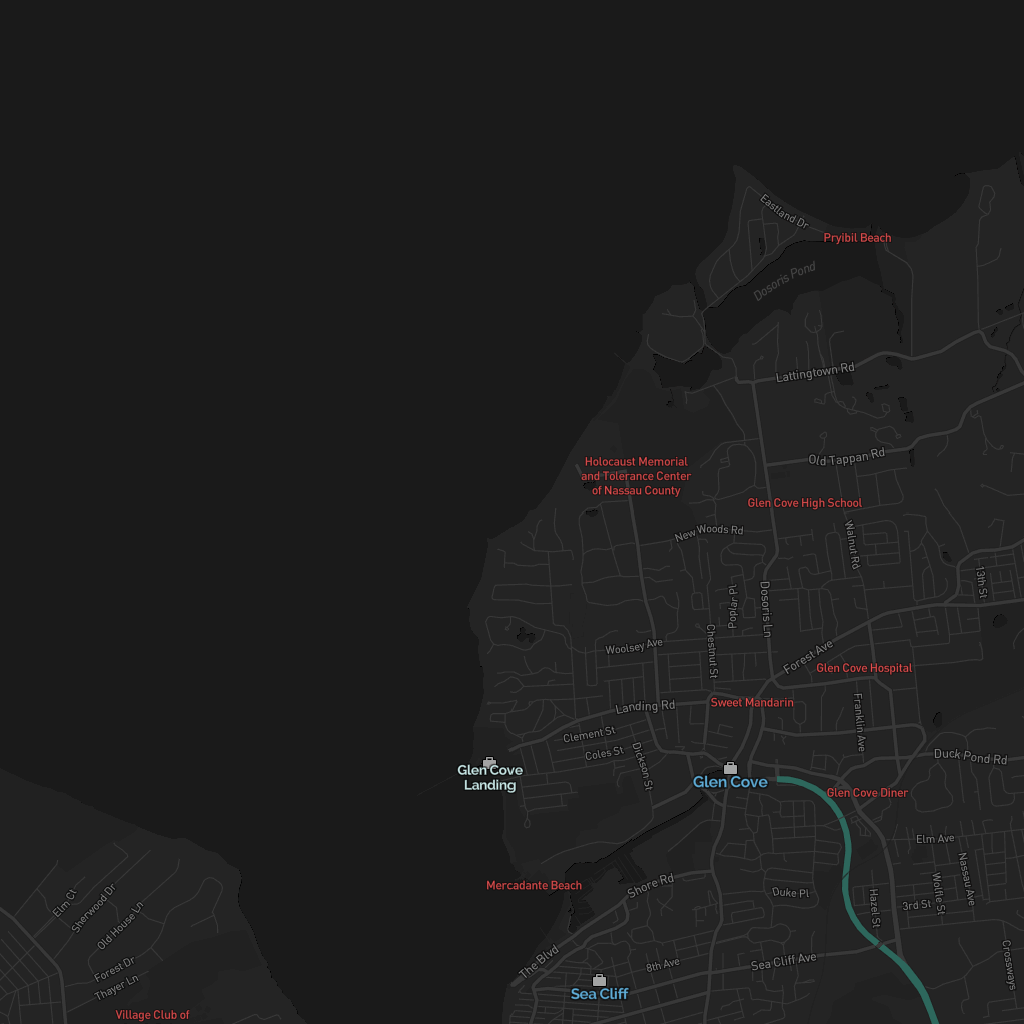 Eastland Dr
Pryibil Beach
Dosoris Pond
Lattingtown Rd
Old Tappan Rd
Holocaust Memorial
and Tolerance Center
of Nassau County
Glen Cove High School
New Woods Rd
Walnut Rd
13th St
Poplar Pl
Dosoris Ln
Chestnut St
Woolsey Ave
Forest Ave
Glen Cove Hospital
Sweet Mandarin
Landing Rd
Franklin Ave
Clement St
Coles St
Dickson St
Duck Pond Rd
Glen Cove
Landing
Glen Cove
Glen Cove Diner
Elm Ave
Nassau Ave
Wolfle St
Mercadante Beach
Shore Rd
Duke Pl
Hazel St
3rd St
Elm Ct
Sherwood Dr
Old House Ln
Forest Dr
Thayer Ln
The Blvd
8th Ave
Sea Cliff Ave
Crossways
Sea Cliff
Village Club of